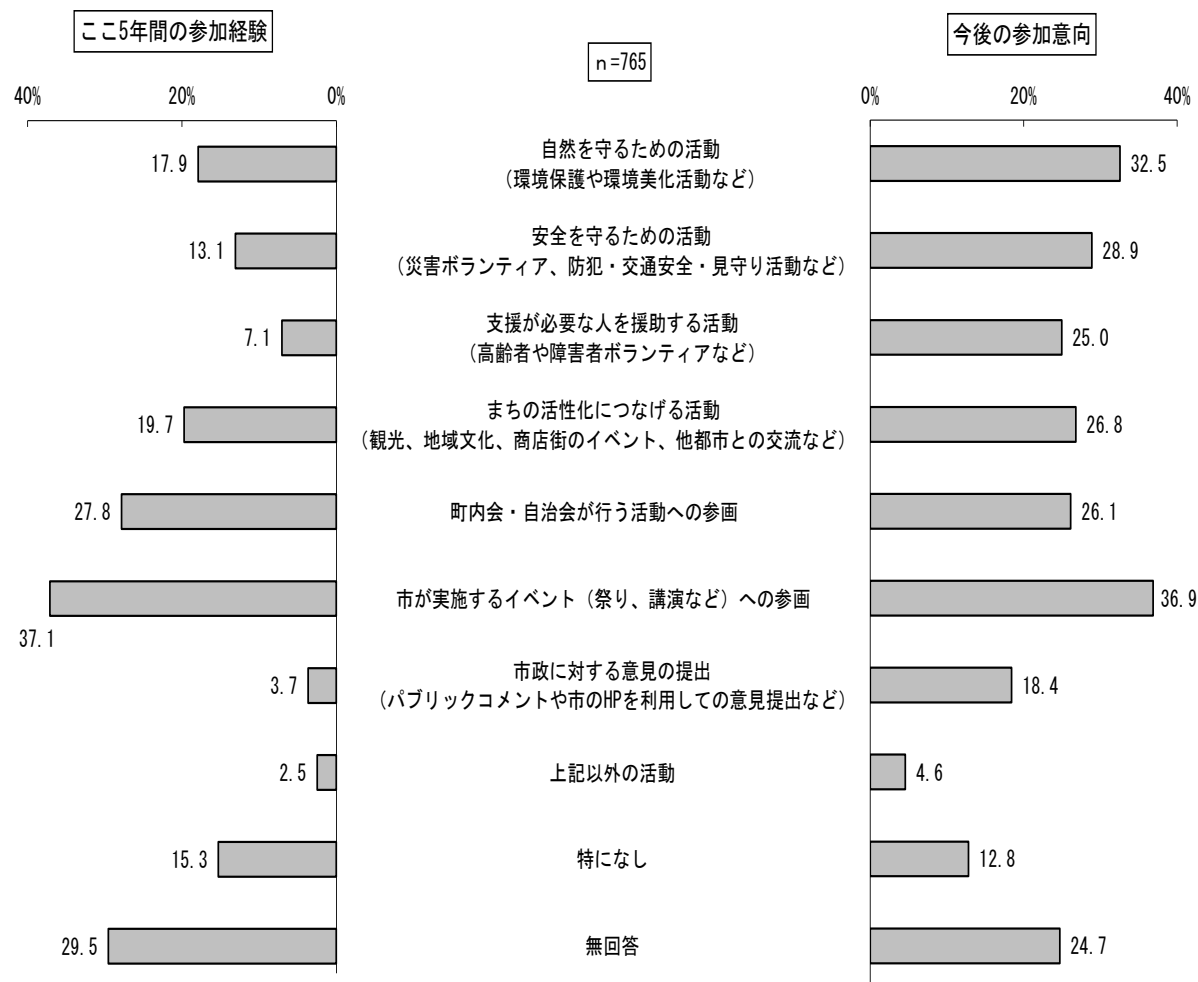 ここ5年間の参加経験
今後の参加意向
n=765
40% 20% 0%
0% 20% 40%
17.9
自然を守るための活動
(環境保護や環境美化活動など)
32.5
13.1
安全を守るための活動
(災害ボランティア、防犯・交通安全・見守り活動など)
28.9
7.1
支援が必要な人を援助する活動
(高齢者や障害者ボランティアなど)
25.0
19.7
まちの活性化につなげる活動
(観光、地域文化、商店街のイベント、他都市との交流など)
26.8
27.8
町内会・自治会が行う活動への参画
26.1
37.1
市が実施するイベント(祭り、講演など)への参画
36.9
3.7
市政に対する意見の提出
(パブリックコメントや市のHPを利用しての意見提出など)
18.4
2.5
上記以外の活動
4.6
15.3
特になし
12.8
29.5
無回答
24.7